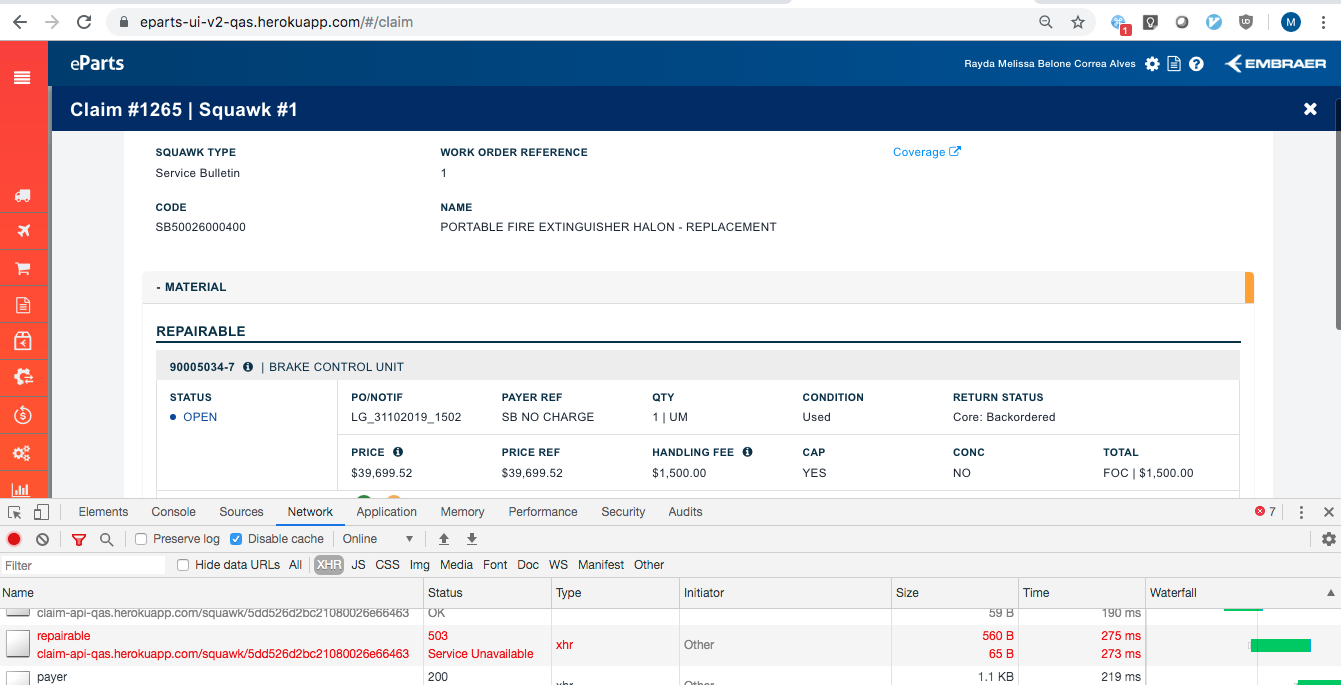 eparts-ui-v2-qas.herokuapp.com/#/claim
1
M
eParts
Rayda Melissa Belone Correa Alves
EMBRAER
Claim #1265 | Squawk #1
SQUAWK TYPE WORK ORDER REFERENCE Coverage
Service Bulletin 1
CODE NAME
SB50026000400 PORTABLE FIRE EXTINGUISHER HALON - REPLACEMENT
- MATERIAL
REPAIRABLE
90005034-7 | BRAKE CONTROL UNIT
STATUS PO/NOTIF PAYER REF QTY CONDITION RETURN STATUS
OPEN LG_31102019_1502 SB NO CHARGE 1 | UM Used Core: Backordered
PRICE PRICE REF HANDLING FEE CAP CONC TOTAL
$39,699.52 $39,699.52 $1,500.00 YES NO FOC | $1,500.00
Elements Console Sources Network Application Memory Performance Security Audits 7
Preserve log Disable cache Online
Filter Hide data URLs All XHR JS CSS Img Media Font Doc WS Manifest Other
Name Status Type Initiator Size Time Waterfall
claim-api-qas.herokuapp.com/squawk/5dd526d2bc21080026e66463 OK 59 B 190 ms
repairable 503 xhr Other 560 B 275 ms
claim-api-qas.herokuapp.com/squawk/5dd526d2bc21080026e66463 Service Unavailable 65 B 273 ms
payer 200 xhr Other 1.1 KB 219 ms